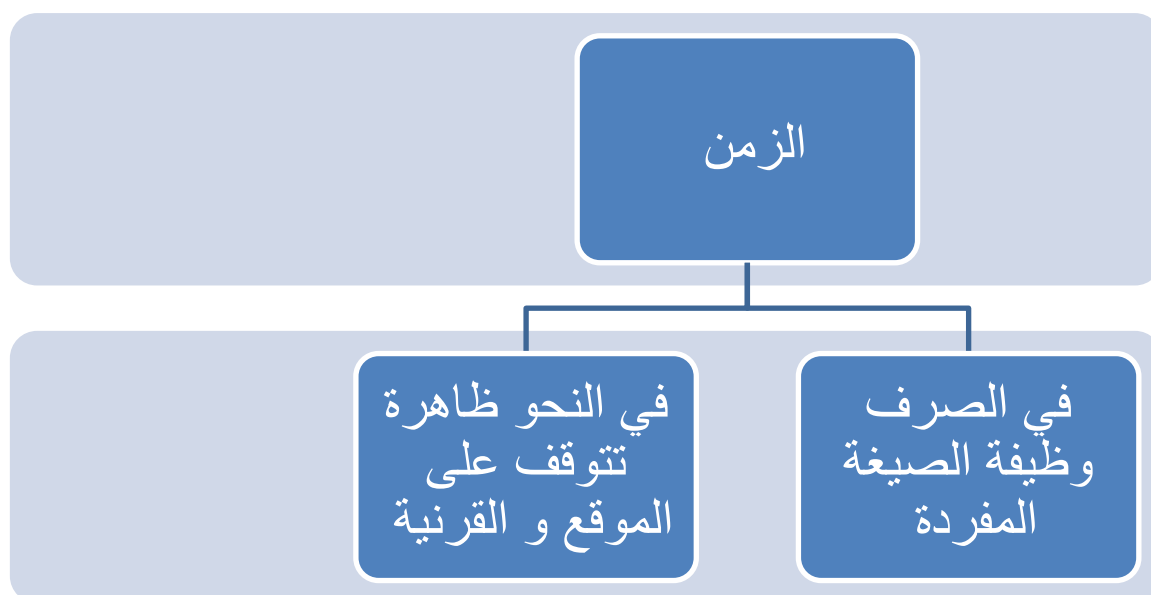 الزمن
في الصرف
وظيفة الصيغة
المفردة
في النحو ظاهرة
تتوقف على
الموقع و القرنية